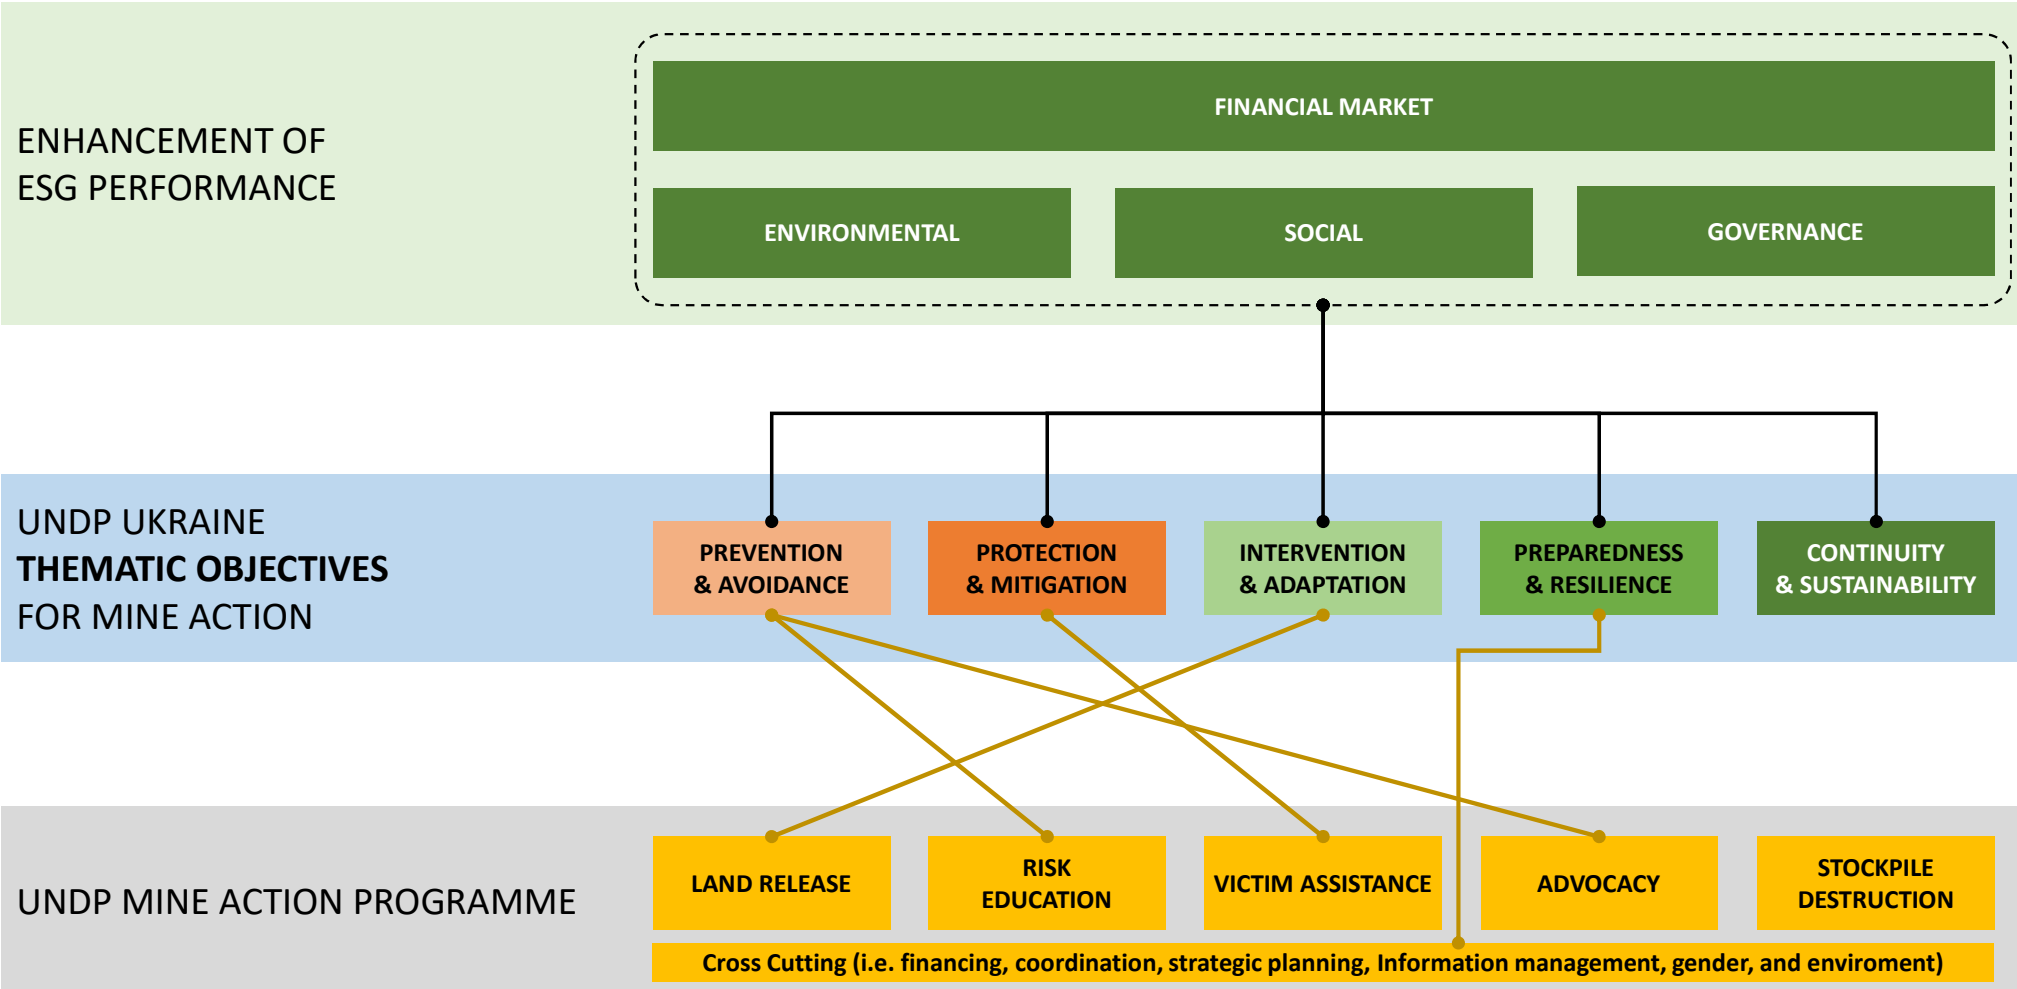 ENHANCEMENT OF
ESG PERFORMANCE
FINANCIAL MARKET
ENVIRONMENTAL
SOCIAL
GOVERNANCE
UNDP UKRAINE
THEMATIC OBJECTIVES
FOR MINE ACTION
PREVENTION
& AVOIDANCE
PROTECTION
& MITIGATION
INTERVENTION
& ADAPTATION
PREPAREDNESS
& RESILIENCE
CONTINUITY
& SUSTAINABILITY
UNDP MINE ACTION PROGRAMME
LAND RELEASE
RISK
EDUCATION
VICTIM ASSISTANCE
ADVOCACY
STOCKPILE
DESTRUCTION
Cross Cutting (i.e. financing, coordination, strategic planning, Information management, gender, and enviroment)